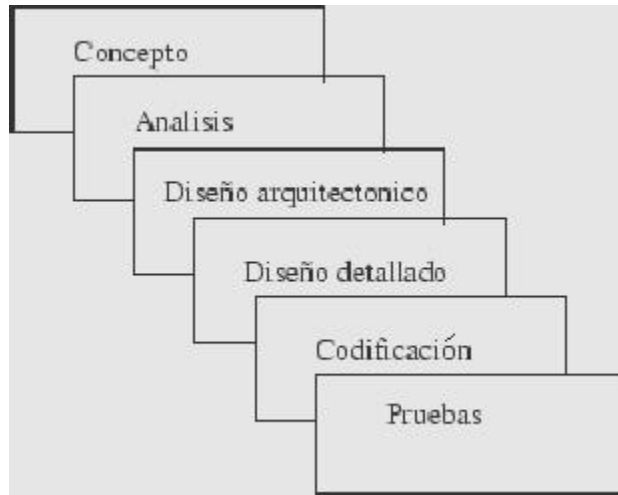 Concepto
Analisis
Diseño arquitectonico
Diseño detallado
Codificación
Pruebas